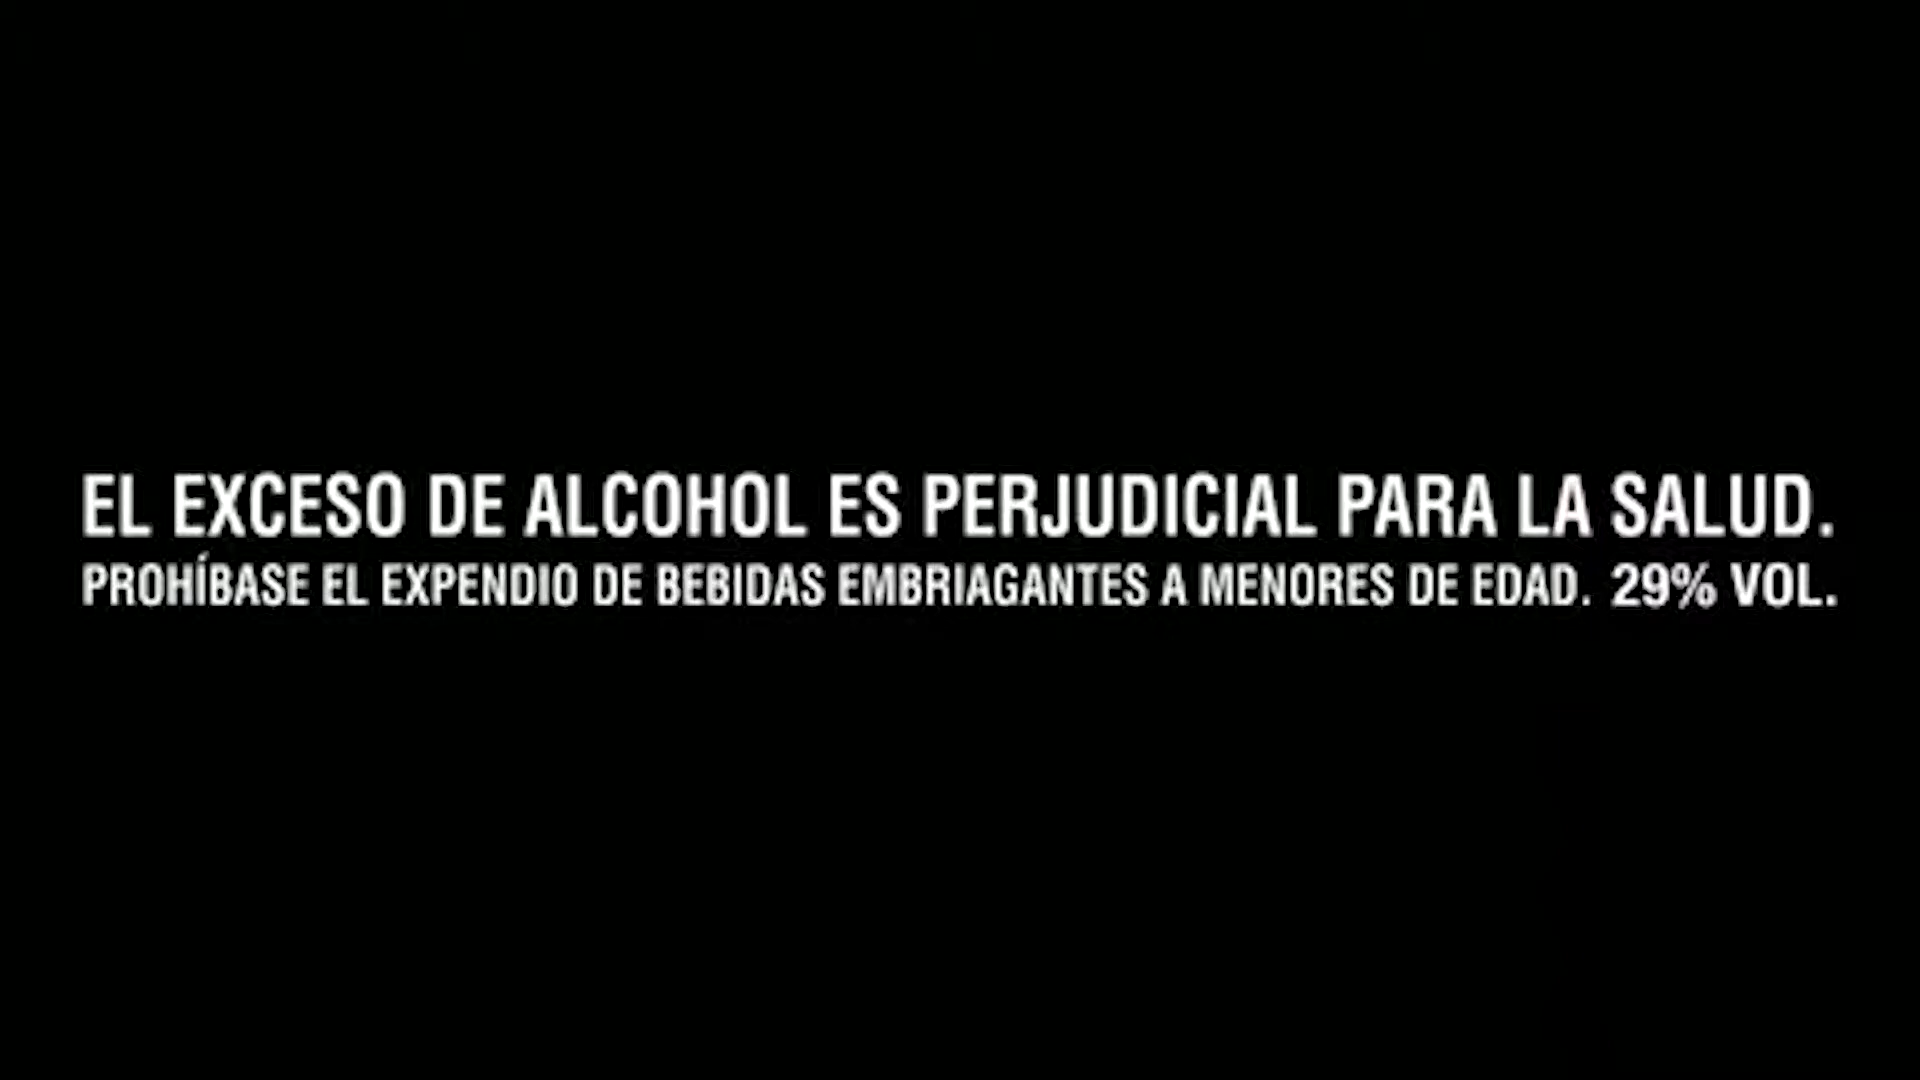 EL EXCESO DE ALCOHOL ES PERJUDICIAL PARA LA SALUD.
PROHÍBASE EL EXPENDIO DE BEBIDAS EMBRIAGANTES A MENORES DE EDAD. 29% VOL.